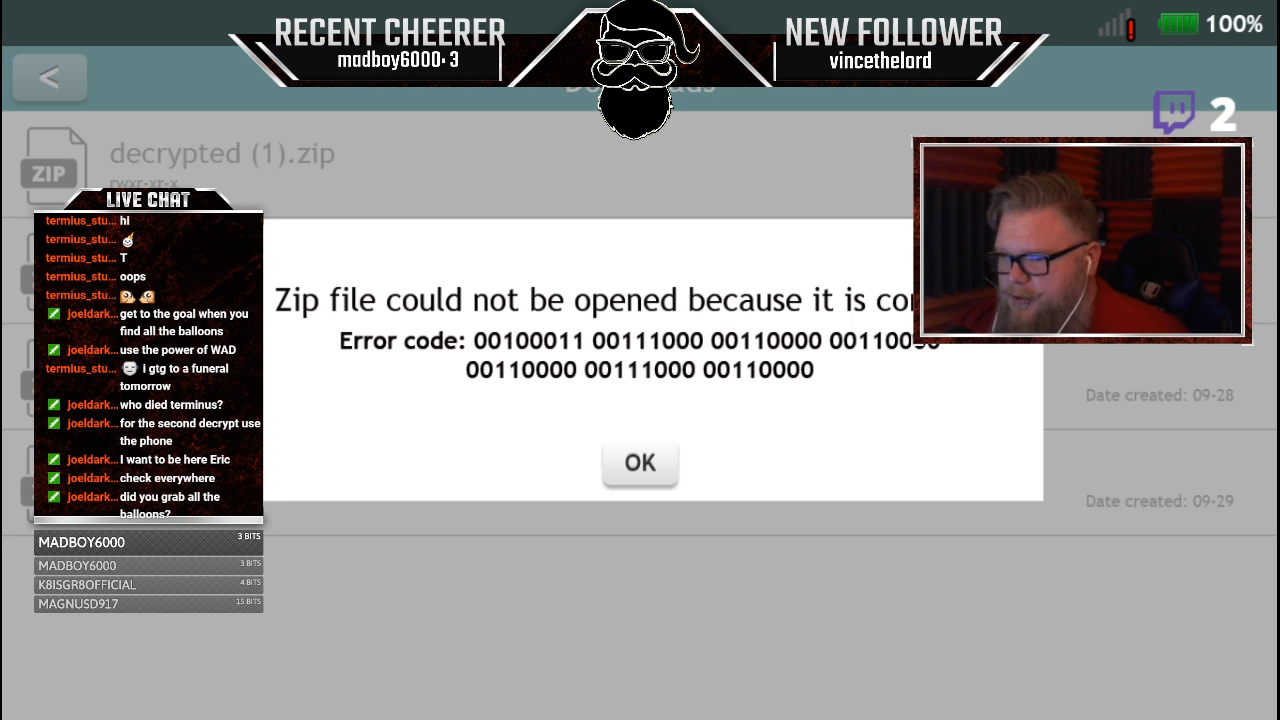 RECENT CHEERER
madboy6000· 3
NEW FOLLOWER
vincethelord
100%
<
2
ZIP
decrypted (1).zip
rwxr-xr-x
LIVE CHAT
termius_stu... hi
termius_stu...
termius_stu... T
termius_stu... oops
termius_stu...
joeldark... get to the goal when you
find all the balloons
joeldark... use the power of WAD
termius_stu... i gtg to a funeral
tomorrow
joeldark... who died terminus?
joeldark... for the second decrypt use
the phone
joeldark... I want to be here Eric
joeldark... check everywhere
joeldark... did you grab all the
balloons?
Zip file could not be opened because it is
Error code: 00100011 00111000 00110000
00110000 00111000 00110000
OK
Date created: 09-28
Date created: 09-29
MADBOY6000 3 BITS
MADBOY6000 3 BITS
K8ISGR8OFFICIAL 4 BITS
MAGNUSD917 15 BITS